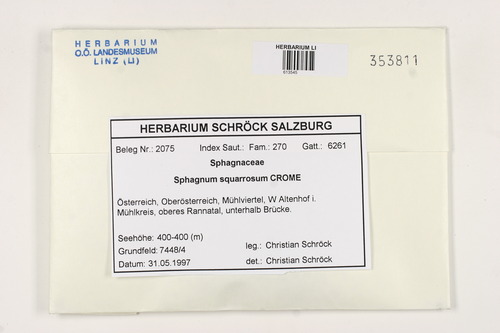 HERBARIUM
O.Ö. LANDESMUSEUM
LINZ (LI)
HERBARIUM LI
353811
HERBARIUM SCHRÖCK SALZBURG
Beleg Nr.: 2075 Index Saut.: Fam.: 270 Gatt.: 6261
Sphagnaceae
Sphagnum squarrosum CROME
Österreich, Oberösterreich, Mühlviertel, W Altenhof i.
Mühlkreis, oberes Rannatal, unterhalb Brücke.
Seehöhe: 400-400 (m)
Grundfeld: 7448/4 leg.: Christian Schröck
Datum: 31.05.1997 det.: Christian Schröck